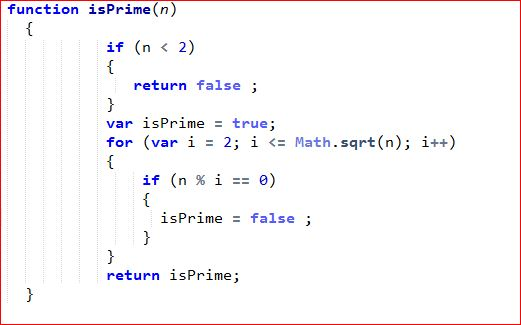 function isPrime(n)
{
if (n < 2)
{
return false ;
}
var isPrime = true;
for (var i = 2; i <= Math.sqrt(n); i++)
{
if (n % i == 0)
{
isPrime = false ;
}
}
return isPrime;
}